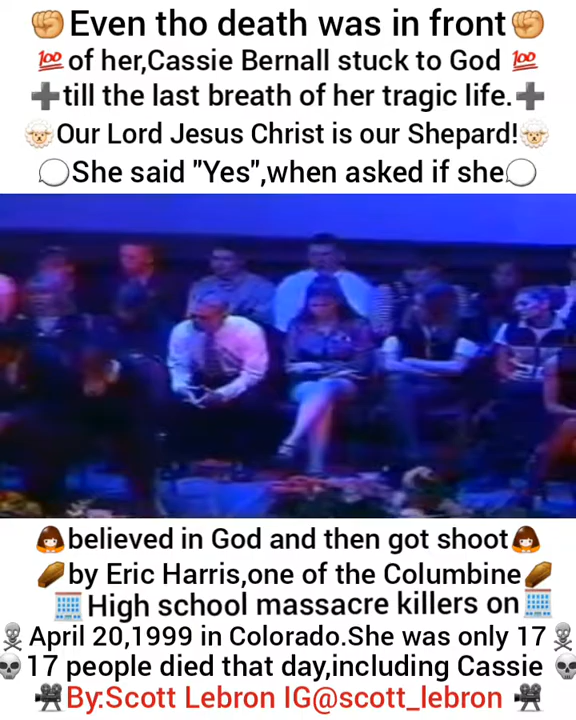 ✊Even tho death was in front✊
💯of her,Cassie Bernall stuck to God 💯
➕till the last breath of her tragic life.➕
🐑Our Lord Jesus Christ is our Shepard!🐑
💭She said "Yes",when asked if she💭
🙇believed in God and then got shoot🙇
⚰by Eric Harris,one of the Columbine⚰
🏢High school massacre killers on🏢
☠April 20,1999 in Colorado.She was only 17☠
💀17 people died that day,including Cassie 💀
🎥By:Scott Lebron IG@scott_lebron 🎥